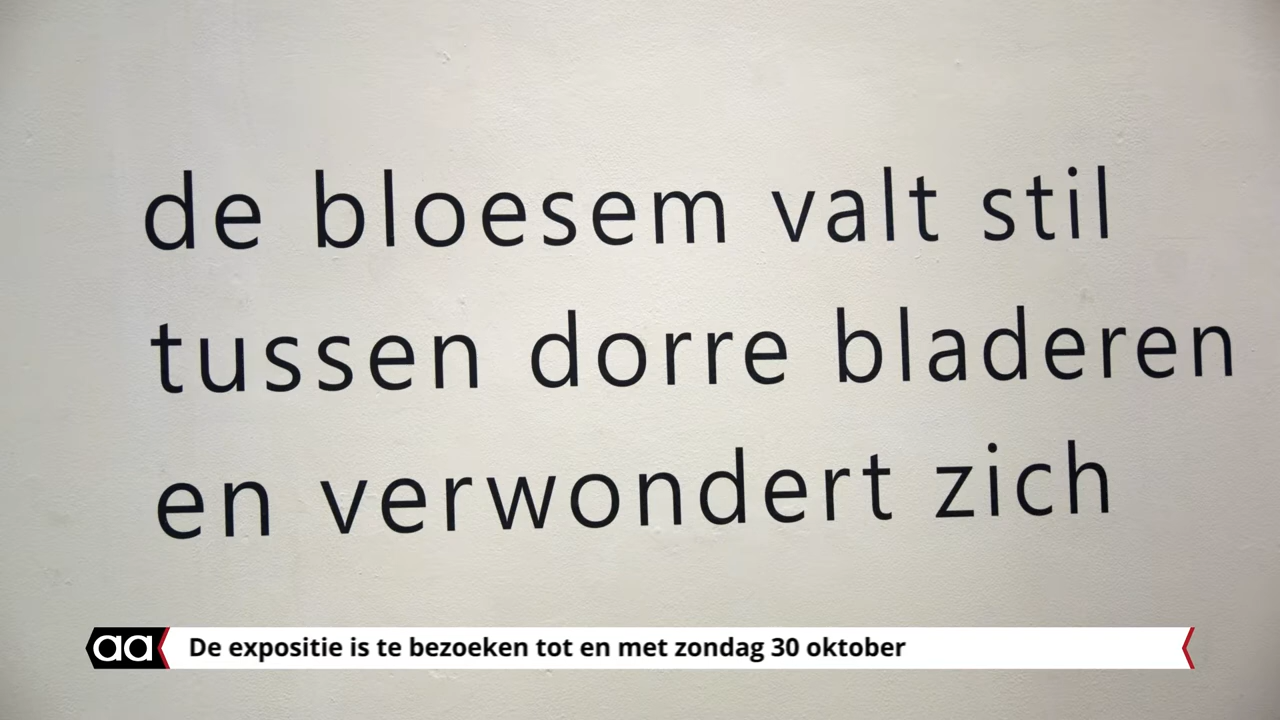 de bloesem valt stil
tussen dorre bladeren
en verwondert zich
aa De expositie is te bezoeken tot en met zondag 30 oktober